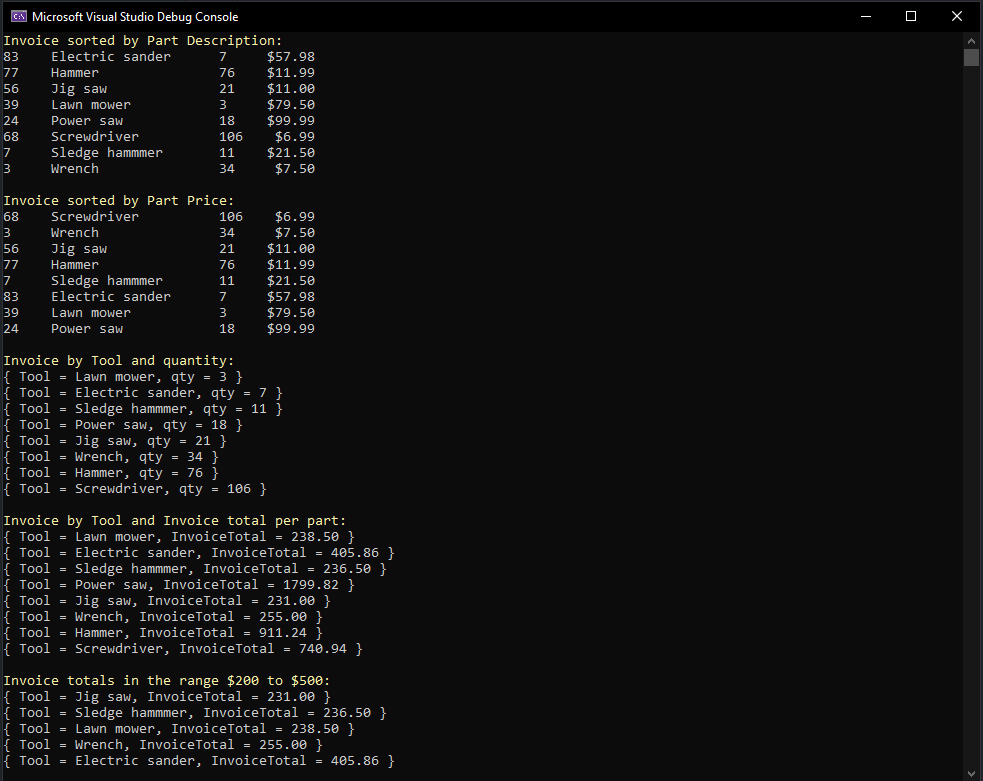 Microsoft Visual Studio Debug Console
Invoice sorted by Part Description:
83    Electric sander      7     $57.98
77    Hammer               76    $11.99
56    Jig saw              21    $11.00
39    Lawn mower           3     $79.50
24    Power saw            18    $99.99
68    Screwdriver          106    $6.99
7     Sledge hammmer       11    $21.50
3     Wrench               34     $7.50

Invoice sorted by Part Price:
68    Screwdriver          106    $6.99
3     Wrench               34     $7.50
56    Jig saw              21    $11.00
77    Hammer               76    $11.99
7     Sledge hammmer       11    $21.50
83    Electric sander      7     $57.98
39    Lawn mower           3     $79.50
24    Power saw            18    $99.99

Invoice by Tool and quantity:
{ Tool = Lawn mower, qty = 3 }
{ Tool = Electric sander, qty = 7 }
{ Tool = Sledge hammmer, qty = 11 }
{ Tool = Power saw, qty = 18 }
{ Tool = Jig saw, qty = 21 }
{ Tool = Wrench, qty = 34 }
{ Tool = Hammer, qty = 76 }
{ Tool = Screwdriver, qty = 106 }

Invoice by Tool and Invoice total per part:
{ Tool = Lawn mower, InvoiceTotal = 238.50 }
{ Tool = Electric sander, InvoiceTotal = 405.86 }
{ Tool = Sledge hammmer, InvoiceTotal = 236.50 }
{ Tool = Power saw, InvoiceTotal = 1799.82 }
{ Tool = Jig saw, InvoiceTotal = 231.00 }
{ Tool = Wrench, InvoiceTotal = 255.00 }
{ Tool = Hammer, InvoiceTotal = 911.24 }
{ Tool = Screwdriver, InvoiceTotal = 740.94 }

Invoice totals in the range $200 to $500:
{ Tool = Jig saw, InvoiceTotal = 231.00 }
{ Tool = Sledge hammmer, InvoiceTotal = 236.50 }
{ Tool = Lawn mower, InvoiceTotal = 238.50 }
{ Tool = Wrench, InvoiceTotal = 255.00 }
{ Tool = Electric sander, InvoiceTotal = 405.86 }